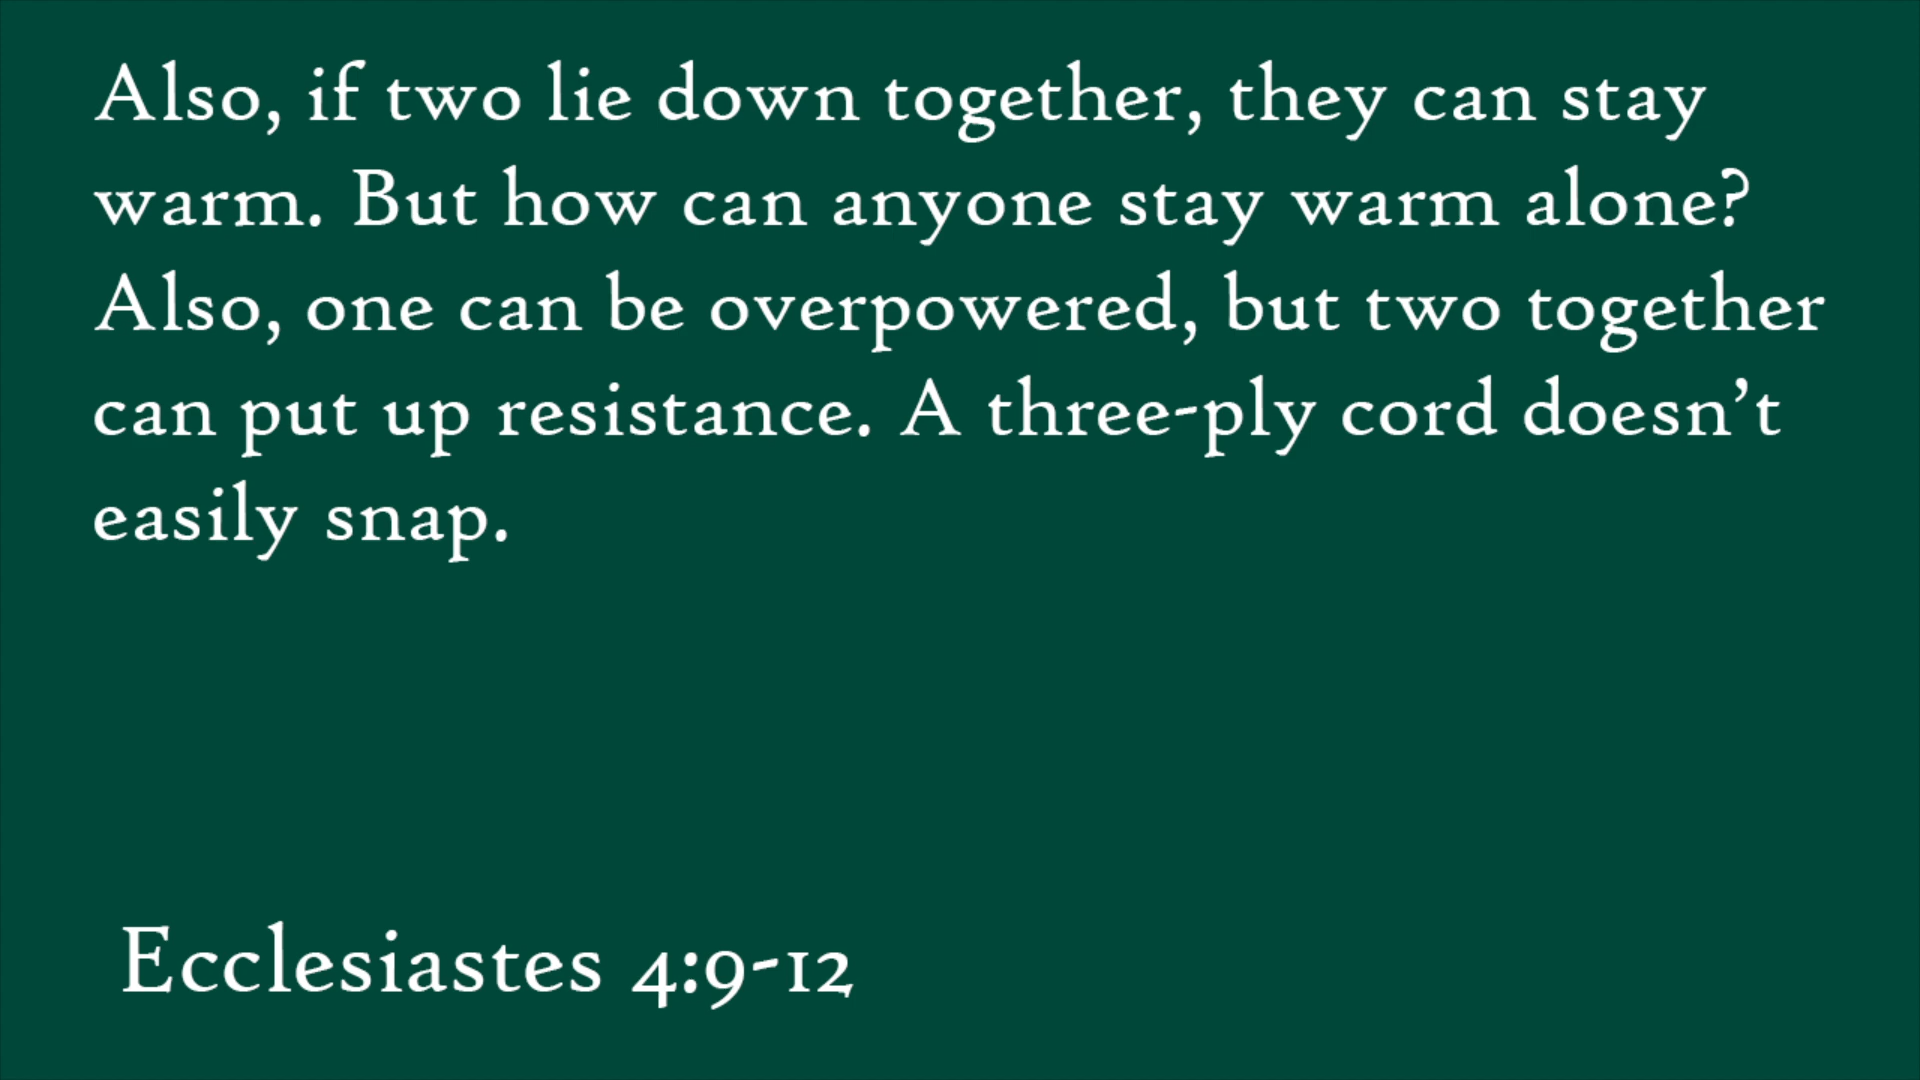 Also, if two lie down together, they can stay
warm. But how can anyone stay warm alone?
Also, one can be overpowered, but two together
can put up resistance. A three-ply cord doesn’t
easily snap.
Ecclesiastes 4:9-12